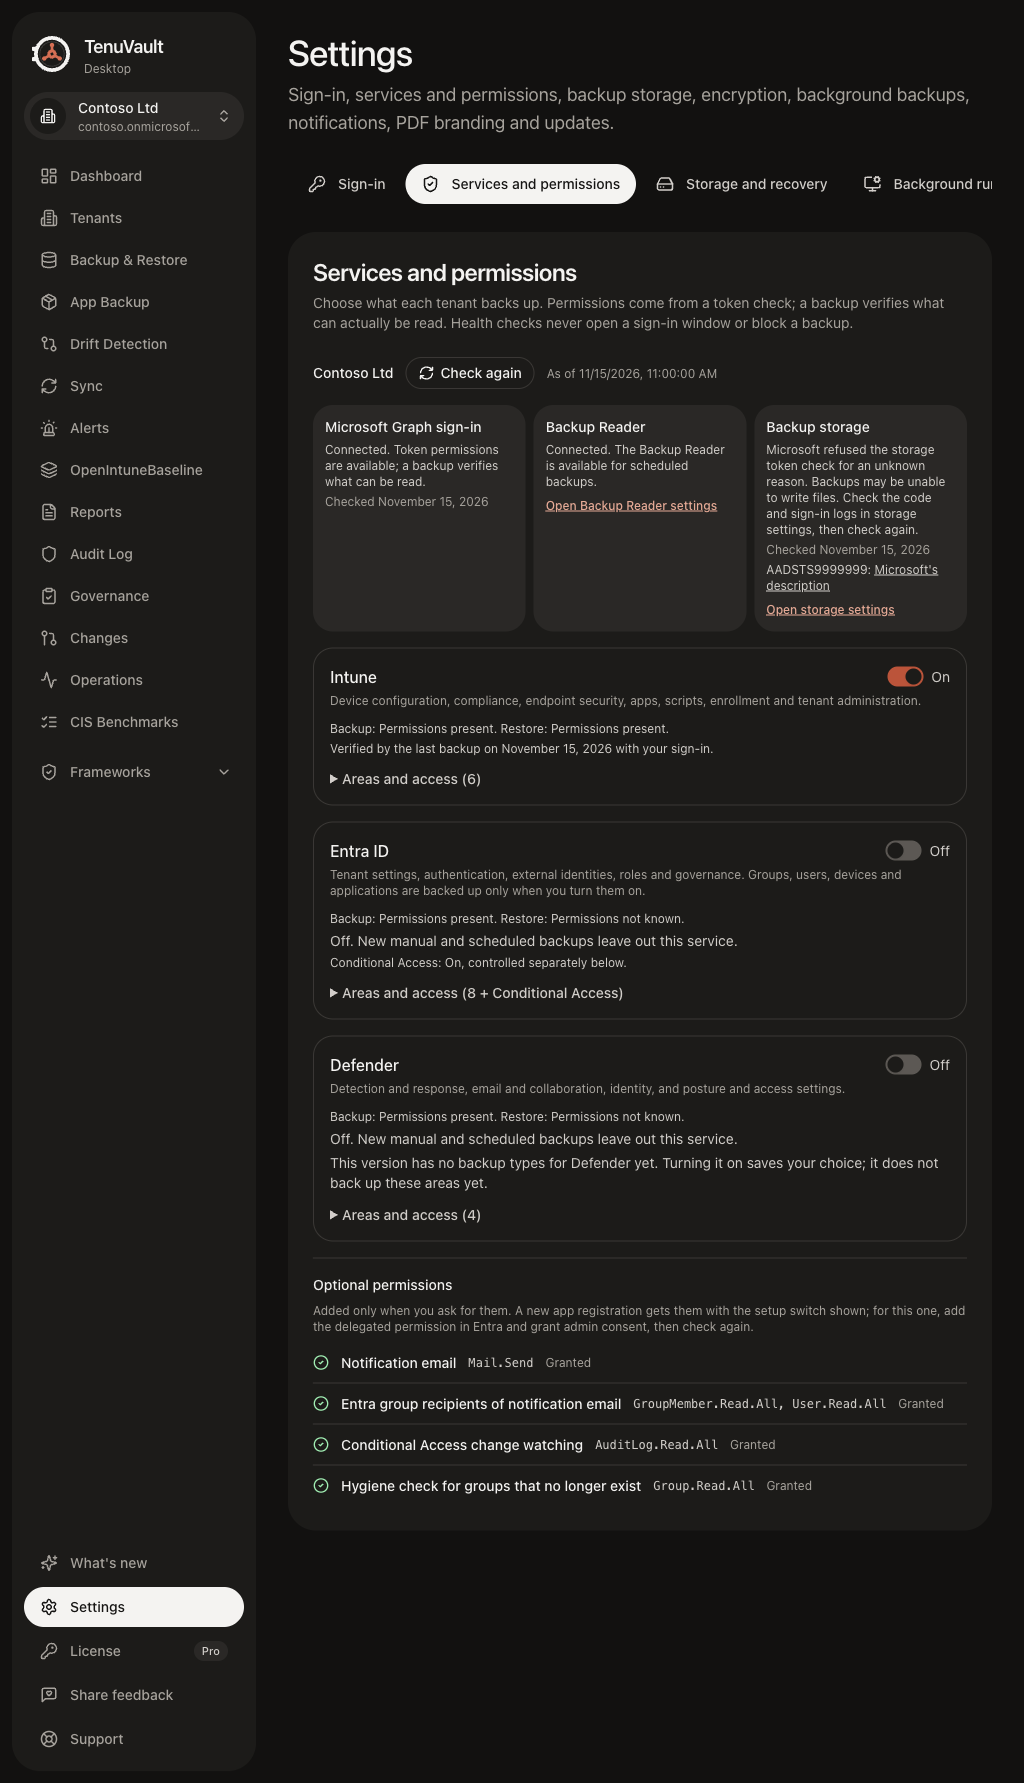 TenuVault
Desktop
Contoso Ltd
contoso.onmicrosof...
Dashboard
Tenants
Backup & Restore
App Backup
Drift Detection
Sync
Alerts
OpenIntuneBaseline
Reports
Audit Log
Governance
Changes
Operations
CIS Benchmarks
Frameworks
What's new
Settings
License
Pro
Share feedback
Support
Settings
Sign-in, services and permissions, backup storage, encryption, background backups,
notifications, PDF branding and updates.
Sign-in
Services and permissions
Storage and recovery
Background ru
Services and permissions
Choose what each tenant backs up. Permissions come from a token check; a backup verifies what
can actually be read. Health checks never open a sign-in window or block a backup.
Contoso Ltd
Check again
As of 11/15/2026, 11:00:00 AM
Microsoft Graph sign-in
Connected. Token permissions
are available; a backup verifies
what can be read.
Checked November 15, 2026
Backup Reader
Connected. The Backup Reader
is available for scheduled
backups.
Open Backup Reader settings
Backup storage
Microsoft refused the storage
token check for an unknown
reason. Backups may be unable
to write files. Check the code
and sign-in logs in storage
settings, then check again.
Checked November 15, 2026
AADSTS9999999: Microsoft's
description
Open storage settings
Intune
On
Device configuration, compliance, endpoint security, apps, scripts, enrollment and tenant administration.
Backup: Permissions present. Restore: Permissions present.
Verified by the last backup on November 15, 2026 with your sign-in.
Areas and access (6)
Entra ID
Off
Tenant settings, authentication, external identities, roles and governance. Groups, users, devices and
applications are backed up only when you turn them on.
Backup: Permissions present. Restore: Permissions not known.
Off. New manual and scheduled backups leave out this service.
Conditional Access: On, controlled separately below.
Areas and access (8 + Conditional Access)
Defender
Off
Detection and response, email and collaboration, identity, and posture and access settings.
Backup: Permissions present. Restore: Permissions not known.
Off. New manual and scheduled backups leave out this service.
This version has no backup types for Defender yet. Turning it on saves your choice; it does not
back up these areas yet.
Areas and access (4)
Optional permissions
Added only when you ask for them. A new app registration gets them with the setup switch shown; for this one, add
the delegated permission in Entra and grant admin consent, then check again.
Notification email Mail.Send Granted
Entra group recipients of notification email GroupMember.Read.All, User.Read.All Granted
Conditional Access change watching AuditLog.Read.All Granted
Hygiene check for groups that no longer exist Group.Read.All Granted